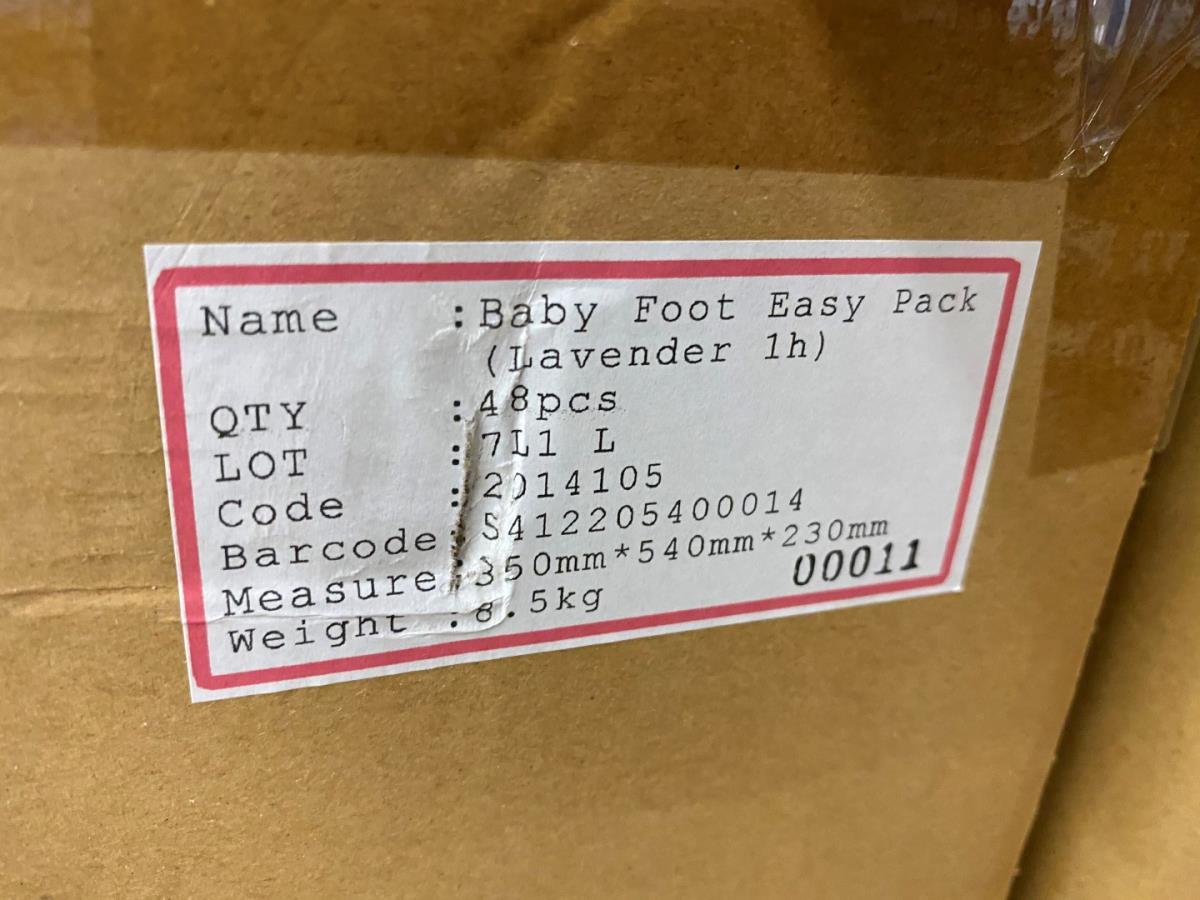 Name :Baby Foot Easy Pack
(Lavender 1h)
QTY :48pcs
LOT :7L1 L
Code :2014105
Barcode:5412205400014
Measure:350mm*540mm*230mm
Weight :8.5kg
00011